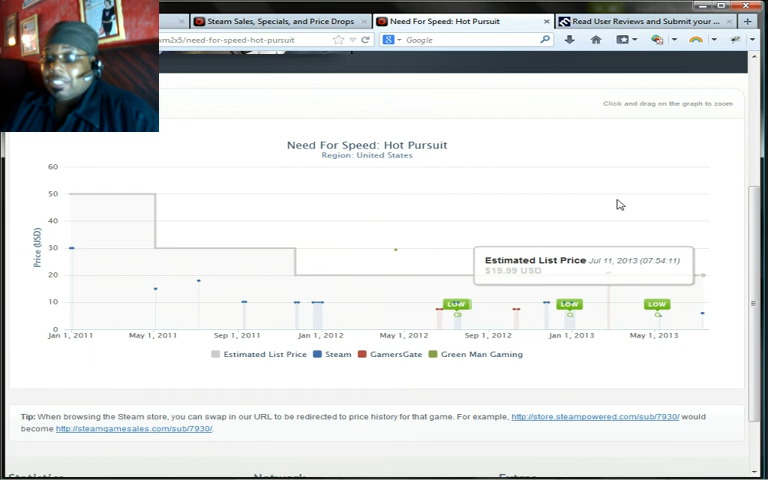 Steam Sales, Specials, and Price Drops
Need For Speed: Hot Pursuit
Read User Reviews and Submit your ...
xm2x5/need-for-speed-hot-pursuit
Google
Click and drag on the graph to zoom
Need For Speed: Hot Pursuit
Region: United States
Price (USD)
60
50
40
30
20
10
0
Estimated List Price Jul 11, 2013 (07:54:11)
$19.99 USD
LOW
LOW
LOW
Jan 1, 2011
May 1, 2011
Sep 1, 2011
Jan 1, 2012
May 1, 2012
Sep 1, 2012
Jan 1, 2013
May 1, 2013
Estimated List Price
Steam
GamersGate
Green Man Gaming
Tip: When browsing the Steam store, you can swap in our URL to be redirected to price history for that game. For example, http://store.steampowered.com/sub/7930/ would
become http://steamgamesales.com/sub/7930/.